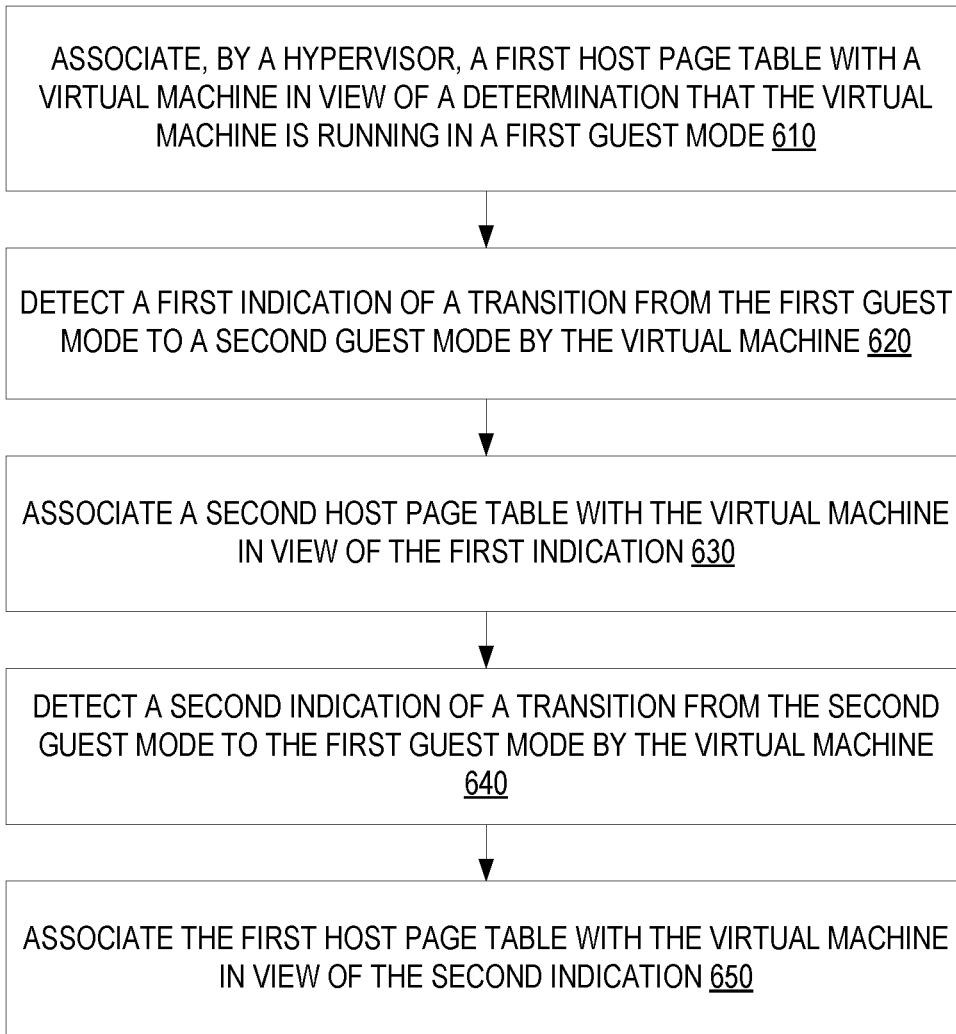 ASSOCIATE, BY A HYPERVISOR, A FIRST HOST PAGE TABLE WITH A
VIRTUAL MACHINE IN VIEW OF A DETERMINATION THAT THE VIRTUAL
MACHINE IS RUNNING IN A FIRST GUEST MODE 610
DETECT A FIRST INDICATION OF A TRANSITION FROM THE FIRST GUEST
MODE TO A SECOND GUEST MODE BY THE VIRTUAL MACHINE 620
ASSOCIATE A SECOND HOST PAGE TABLE WITH THE VIRTUAL MACHINE
IN VIEW OF THE FIRST INDICATION 630
DETECT A SECOND INDICATION OF A TRANSITION FROM THE SECOND
GUEST MODE TO THE FIRST GUEST MODE BY THE VIRTUAL MACHINE
640
ASSOCIATE THE FIRST HOST PAGE TABLE WITH THE VIRTUAL MACHINE
IN VIEW OF THE SECOND INDICATION 650